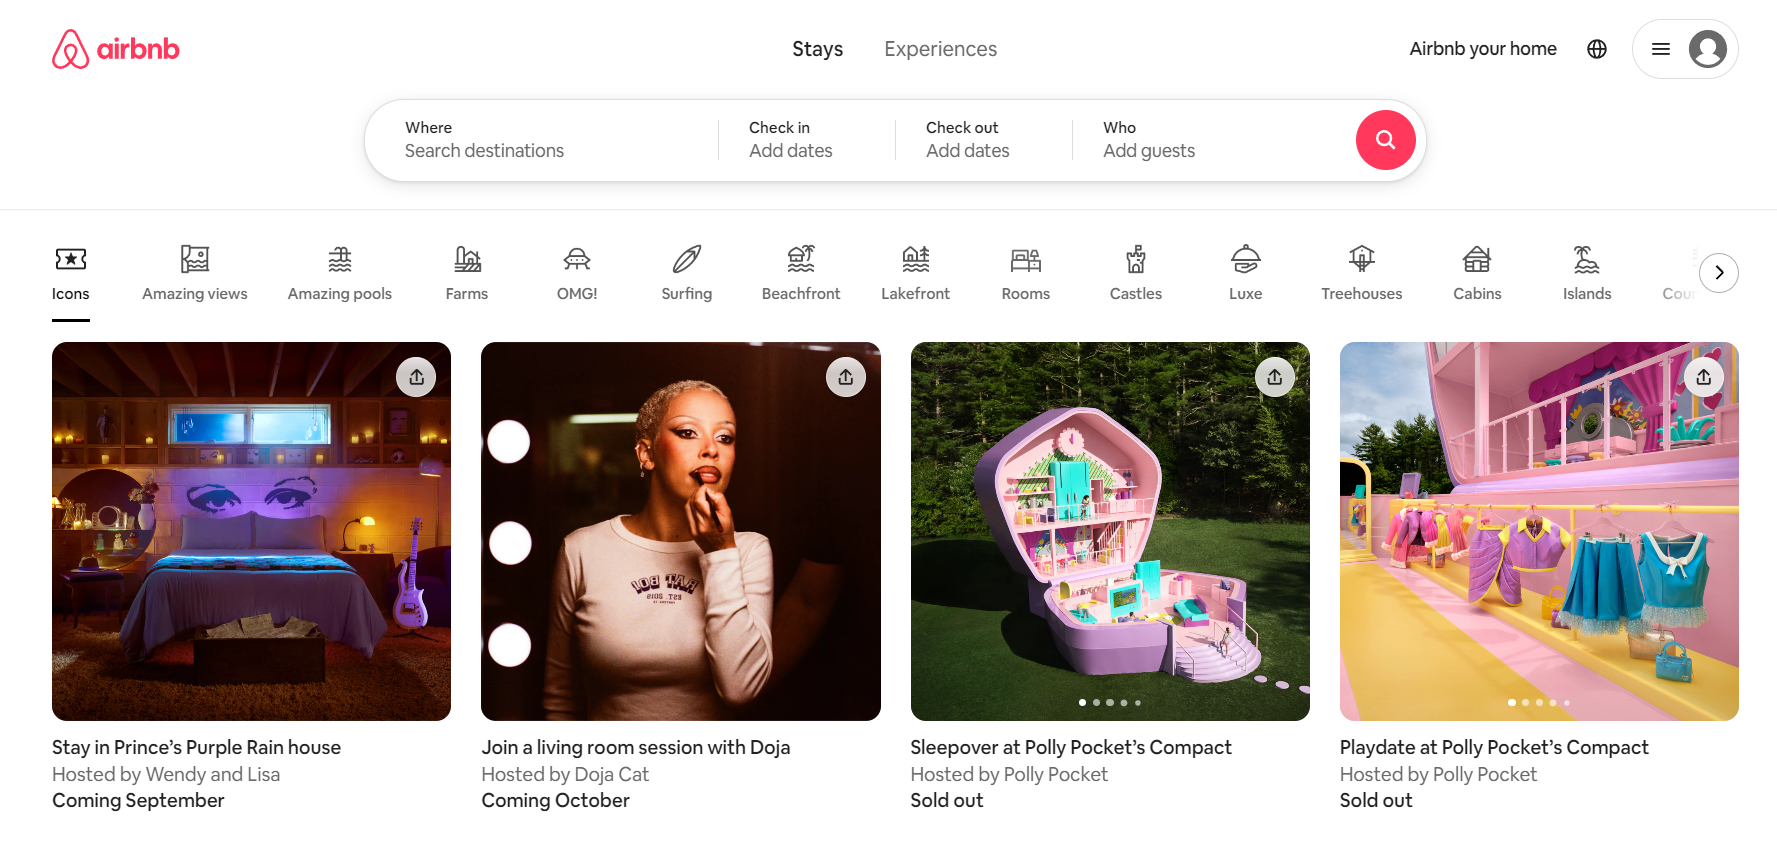 airbnb
Stays
Experiences
Airbnb your home
Where
Search destinations
Check in
Add dates
Check out
Add dates
Who
Add guests
Icons
Amazing views
Amazing pools
Farms
OMG!
Surfing
Beachfront
Lakefront
Rooms
Castles
Luxe
Treehouses
Cabins
Islands
Stay in Prince’s Purple Rain house
Hosted by Wendy and Lisa
Coming September
Join a living room session with Doja
Hosted by Doja Cat
Coming October
Sleepover at Polly Pocket’s Compact
Hosted by Polly Pocket
Sold out
Playdate at Polly Pocket’s Compact
Hosted by Polly Pocket
Sold out